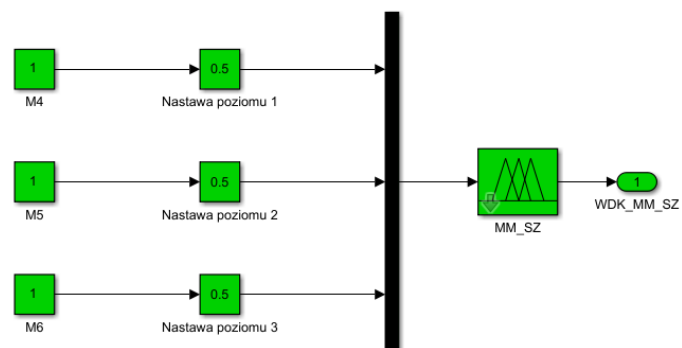 1
0.5
M4
Nastawa poziomu 1
1
0.5
M5
Nastawa poziomu 2
MM_SZ
1
WDK_MM_SZ
1
0.5
M6
Nastawa poziomu 3